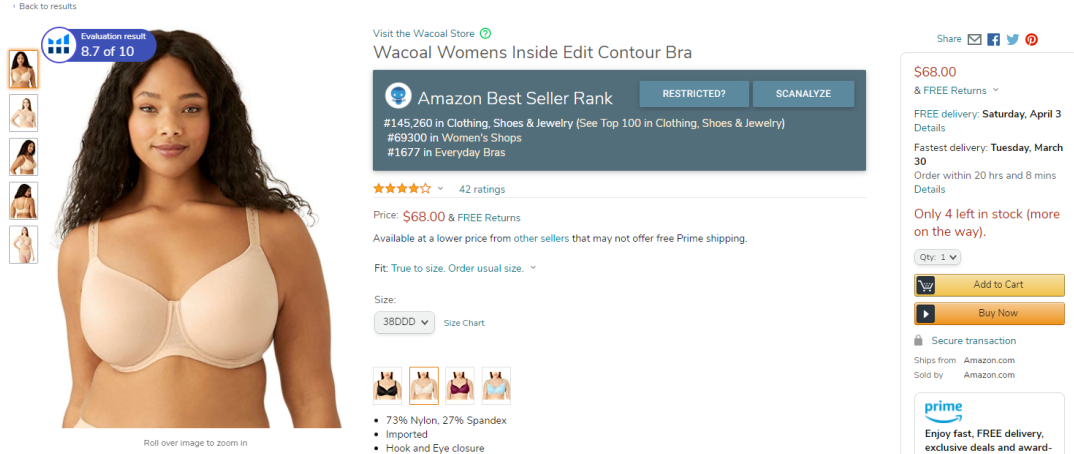 ‹ Back to results
Evaluation result
8.7 of 10
Roll over image to zoom in
Visit the Wacoal Store
Wacoal Womens Inside Edit Contour Bra
Amazon Best Seller Rank
RESTRICTED?
SCANALYZE
#145,260 in Clothing, Shoes & Jewelry (See Top 100 in Clothing, Shoes & Jewelry)
#69300 in Women's Shops
#1677 in Everyday Bras
42 ratings
Price: $68.00 & FREE Returns
Available at a lower price from other sellers that may not offer free Prime shipping.
Fit: True to size. Order usual size.
Size:
38DDD
Size Chart
• 73% Nylon, 27% Spandex
• Imported
• Hook and Eye closure
Share
$68.00
& FREE Returns
FREE delivery: Saturday, April 3
Details
Fastest delivery: Tuesday, March
30
Order within 20 hrs and 8 mins
Details
Only 4 left in stock (more
on the way).
Qty: 1
Add to Cart
Buy Now
Secure transaction
Ships from Amazon.com
Sold by Amazon.com
prime
Enjoy fast, FREE delivery,
exclusive deals and award-